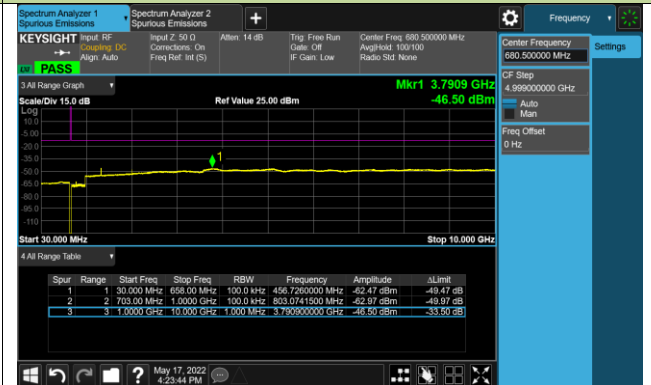 Spectrum Analyzer 1
Spurious Emissions
Spectrum Analyzer 2
Spurious Emissions
+
Frequency
KEYSIGHT
Input: RF
Coupling: DC
Align: Auto
Input Z: 50 Ω
Corrections: On
Freq Ref: Int (S)
Atten: 14 dB
Trig: Free Run
Gate: Off
IF Gain: Low
Center Freq: 680.500000 MHz
Avg|Hold: 100/100
Radio Std: None
PASS
Center Frequency
680.500000 MHz
Settings
CF Step
4.999000000 GHz
Auto
Man
Freq Offset
0 Hz
3 All Range Graph
Mkr1 3.7909 GHz
-46.50 dBm
Scale/Div 15.0 dB
Ref Value 25.00 dBm
Log
10.0
-5.00
-20.0
-35.0
-50.0
-65.0
-80.0
-95.0
-110
1
Start 30.000 MHz
Stop 10.000 GHz
4 All Range Table
Spur Range Start Freq Stop Freq RBW Frequency Amplitude ΔLimit
1 1 30.000 MHz 658.00 MHz 100.0 kHz 456.7260000 MHz -62.47 dBm -49.47 dB
2 2 703.00 MHz 1.0000 GHz 100.0 kHz 803.0741500 MHz -62.97 dBm -49.97 dB
3 3 1.0000 GHz 10.000 GHz 1.000 MHz 3.790900000 GHz -46.50 dBm -33.50 dB
?
May 17, 2022
4:23:44 PM